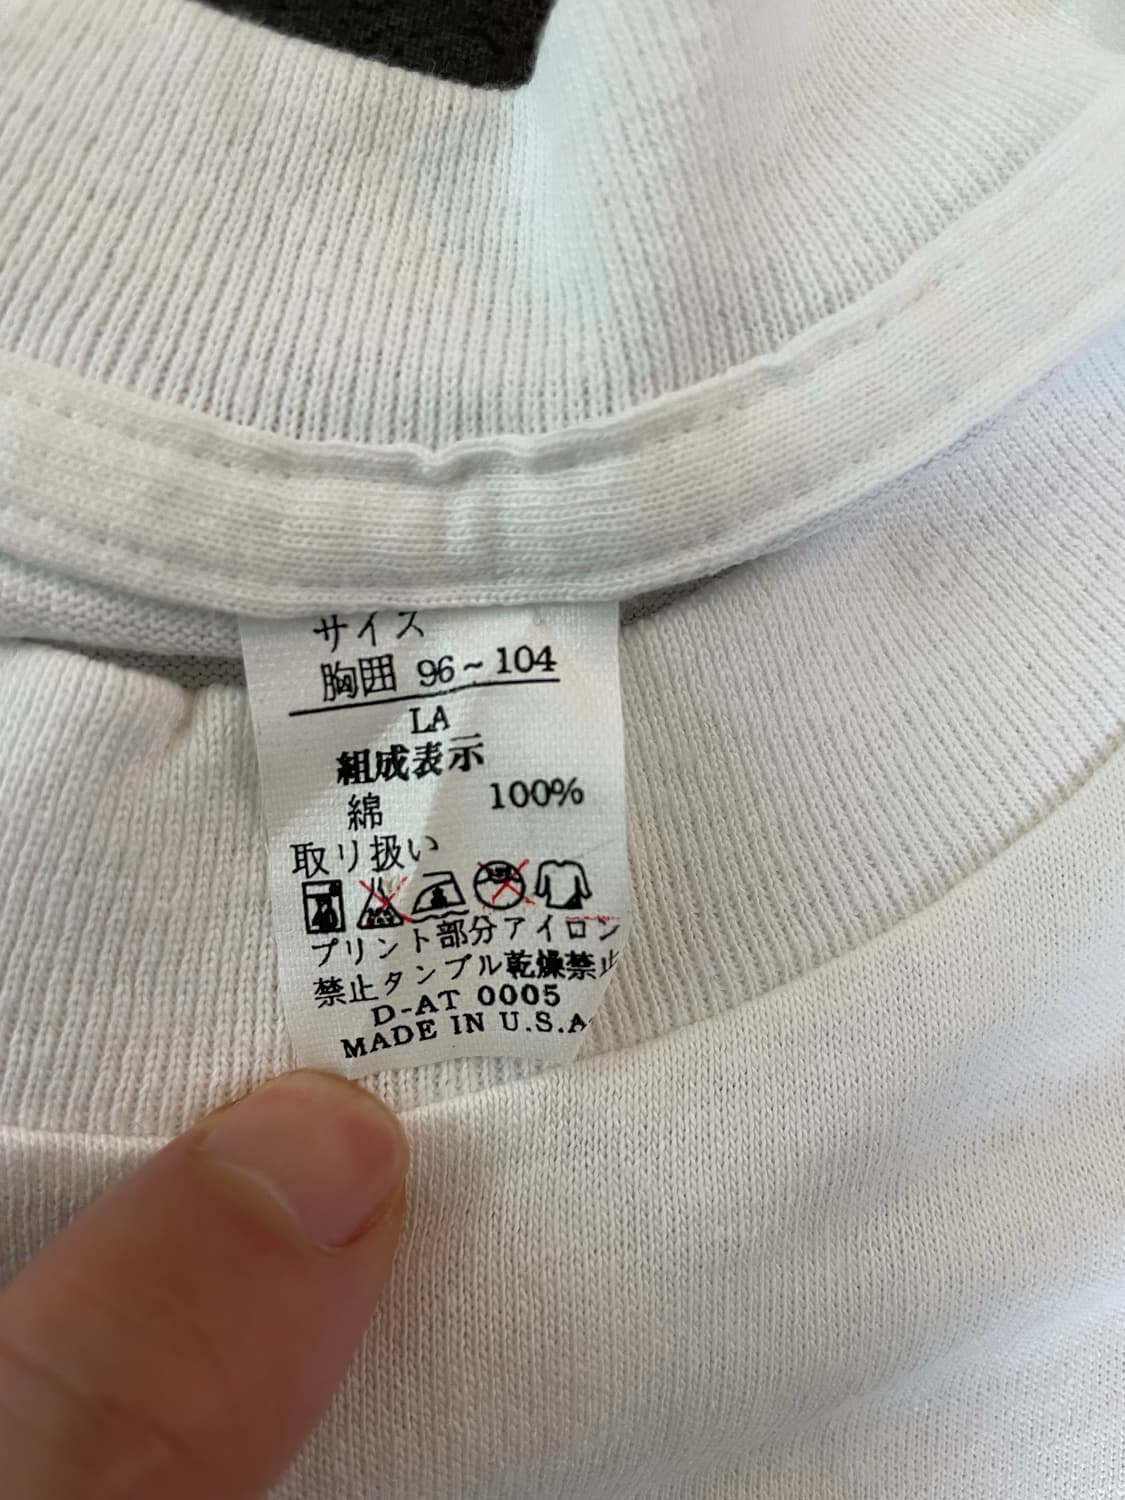 サイズ
胸囲 96~104
LA
組成表示
綿 100%
取り扱い
プリント部分アイロン
禁止タンブル乾燥禁止
D-AT 0005
MADE IN U.S.A